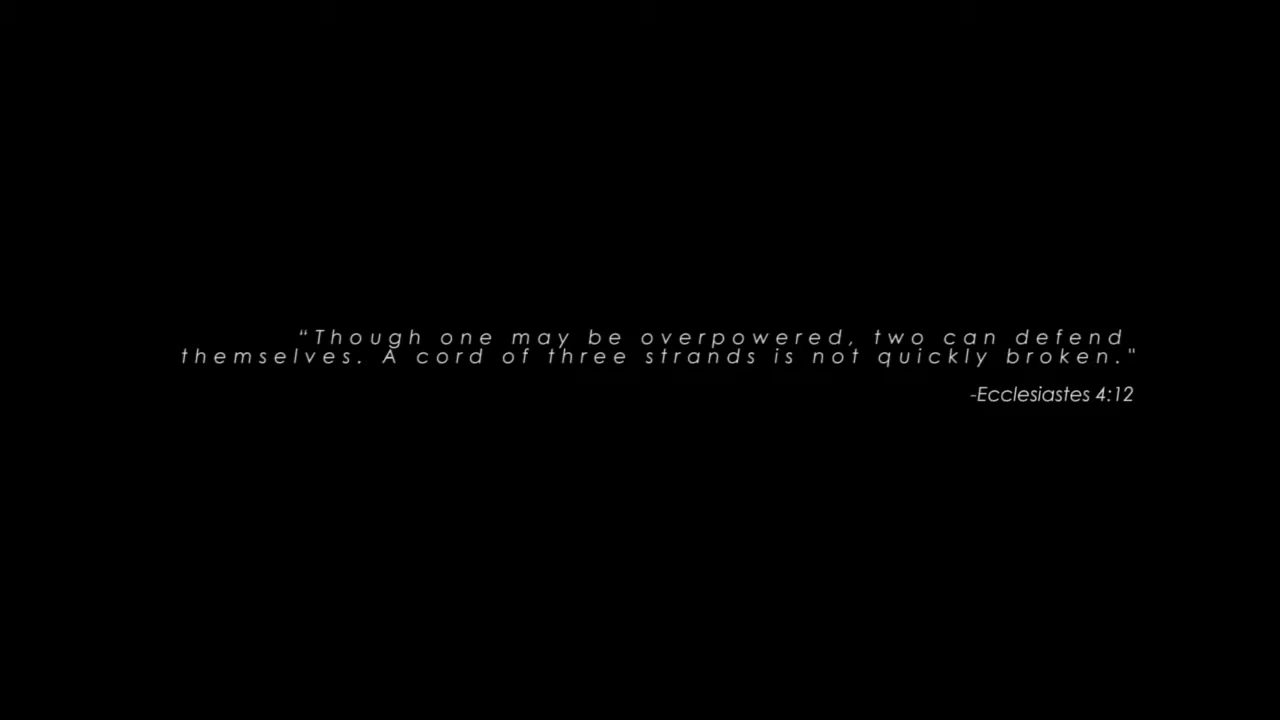 “Though one may be overpowered, two can defend
themselves. A cord of three strands is not quickly broken."
-Ecclesiastes 4:12